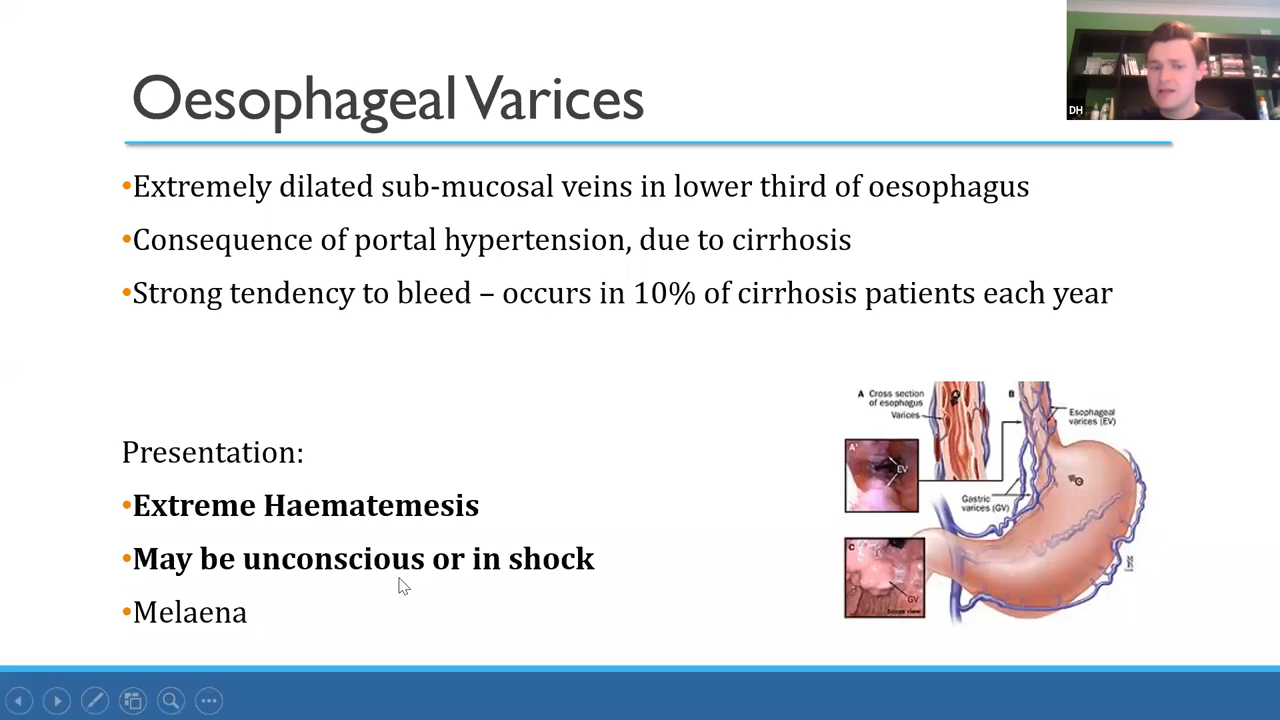 Oesophageal Varices
DH
•Extremely dilated sub-mucosal veins in lower third of oesophagus
•Consequence of portal hypertension, due to cirrhosis
•Strong tendency to bleed – occurs in 10% of cirrhosis patients each year
Presentation:
•Extreme Haematemesis
•May be unconscious or in shock
•Melaena
A Cross section
of esophagus
Varices
B
Esophageal
varices (EV)
A'
EV
Gastric
varices (GV)
C
GV
Scope view